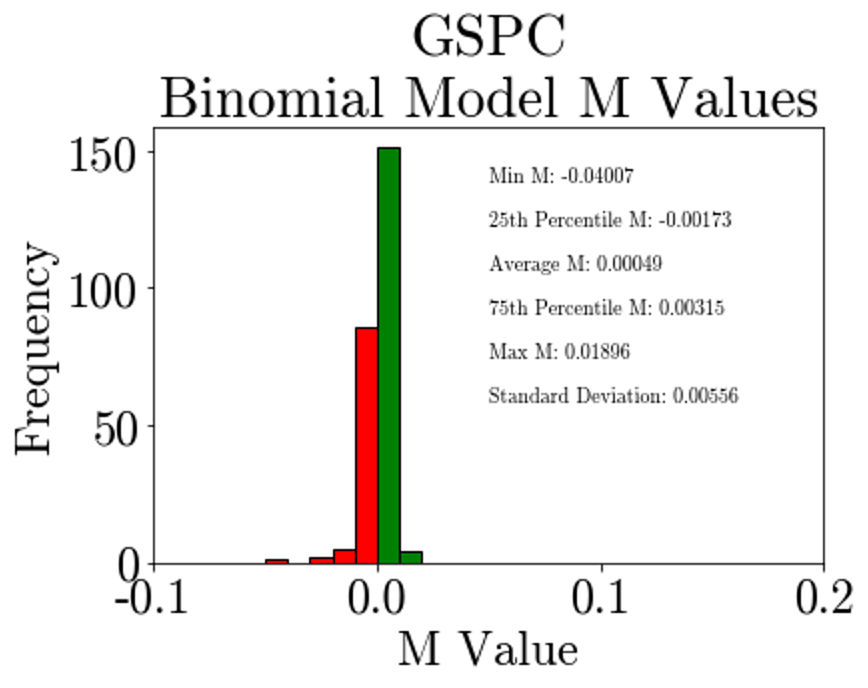 GSPC
Binomial Model M Values
150
100
50
0
Frequency
Min M: -0.04007
25th Percentile M: -0.00173
Average M: 0.00049
75th Percentile M: 0.00315
Max M: 0.01896
Standard Deviation: 0.00556
-0.1
0.0
0.1
0.2
M Value